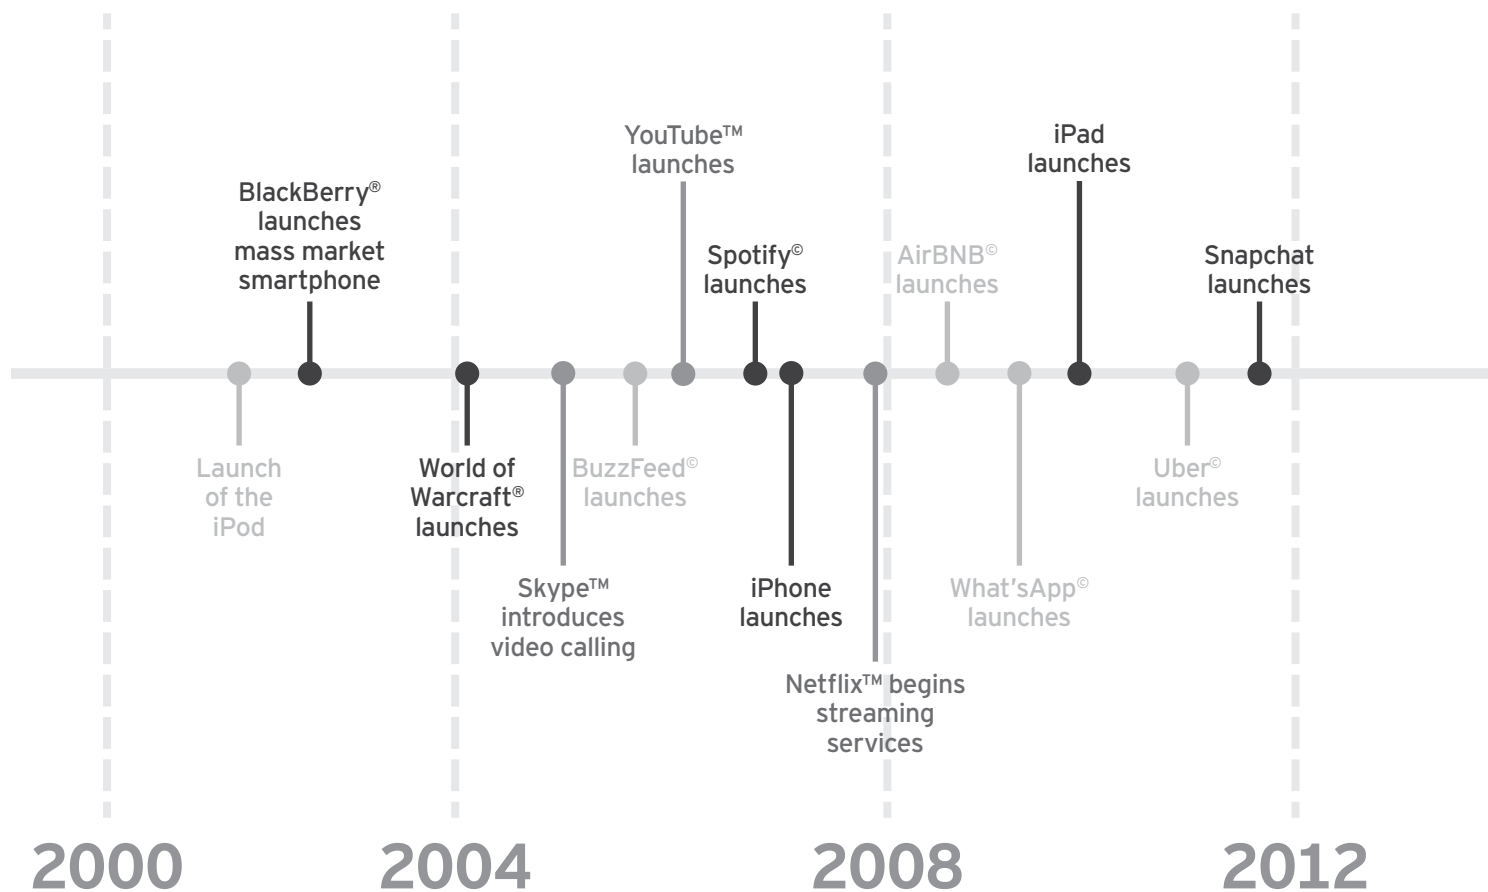 YouTube™
launches
iPad
launches
BlackBerry®
launches
mass market
smartphone
Spotify©
launches
AirBNB©
launches
Snapchat
launches
Launch
of the
iPod
World of
Warcraft®
launches
BuzzFeed©
launches
Uber©
launches
Skype™
introduces
video calling
iPhone
launches
What'sApp©
launches
Netflix™ begins
streaming
services
2000
2004
2008
2012